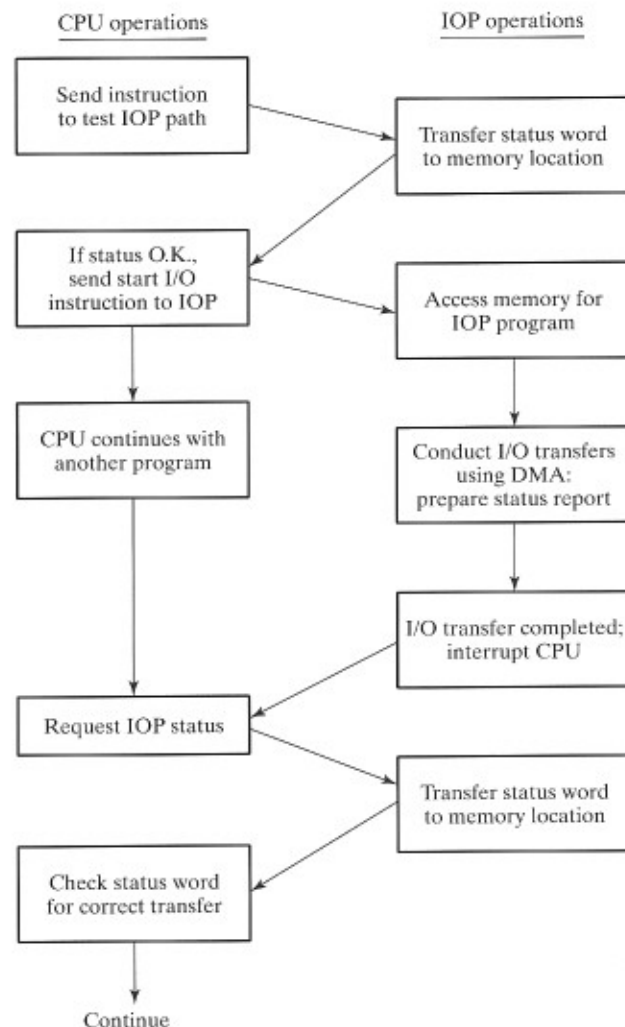 CPU operations
IOP operations
Send instruction
to test IOP path
Transfer status word
to memory location
If status O.K.,
send start I/O
instruction to IOP
Access memory for
IOP program
CPU continues with
another program
Conduct I/O transfers
using DMA:
prepare status report
I/O transfer completed;
interrupt CPU
Request IOP status
Transfer status word
to memory location
Check status word
for correct transfer
Continue